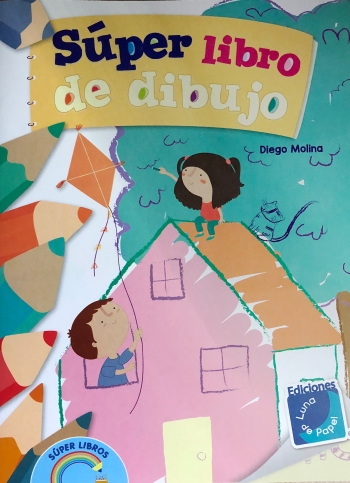 Súper libro
de dibujo
Diego Molina
Ediciones
de Luna
Papel
SÚPER LIBROS